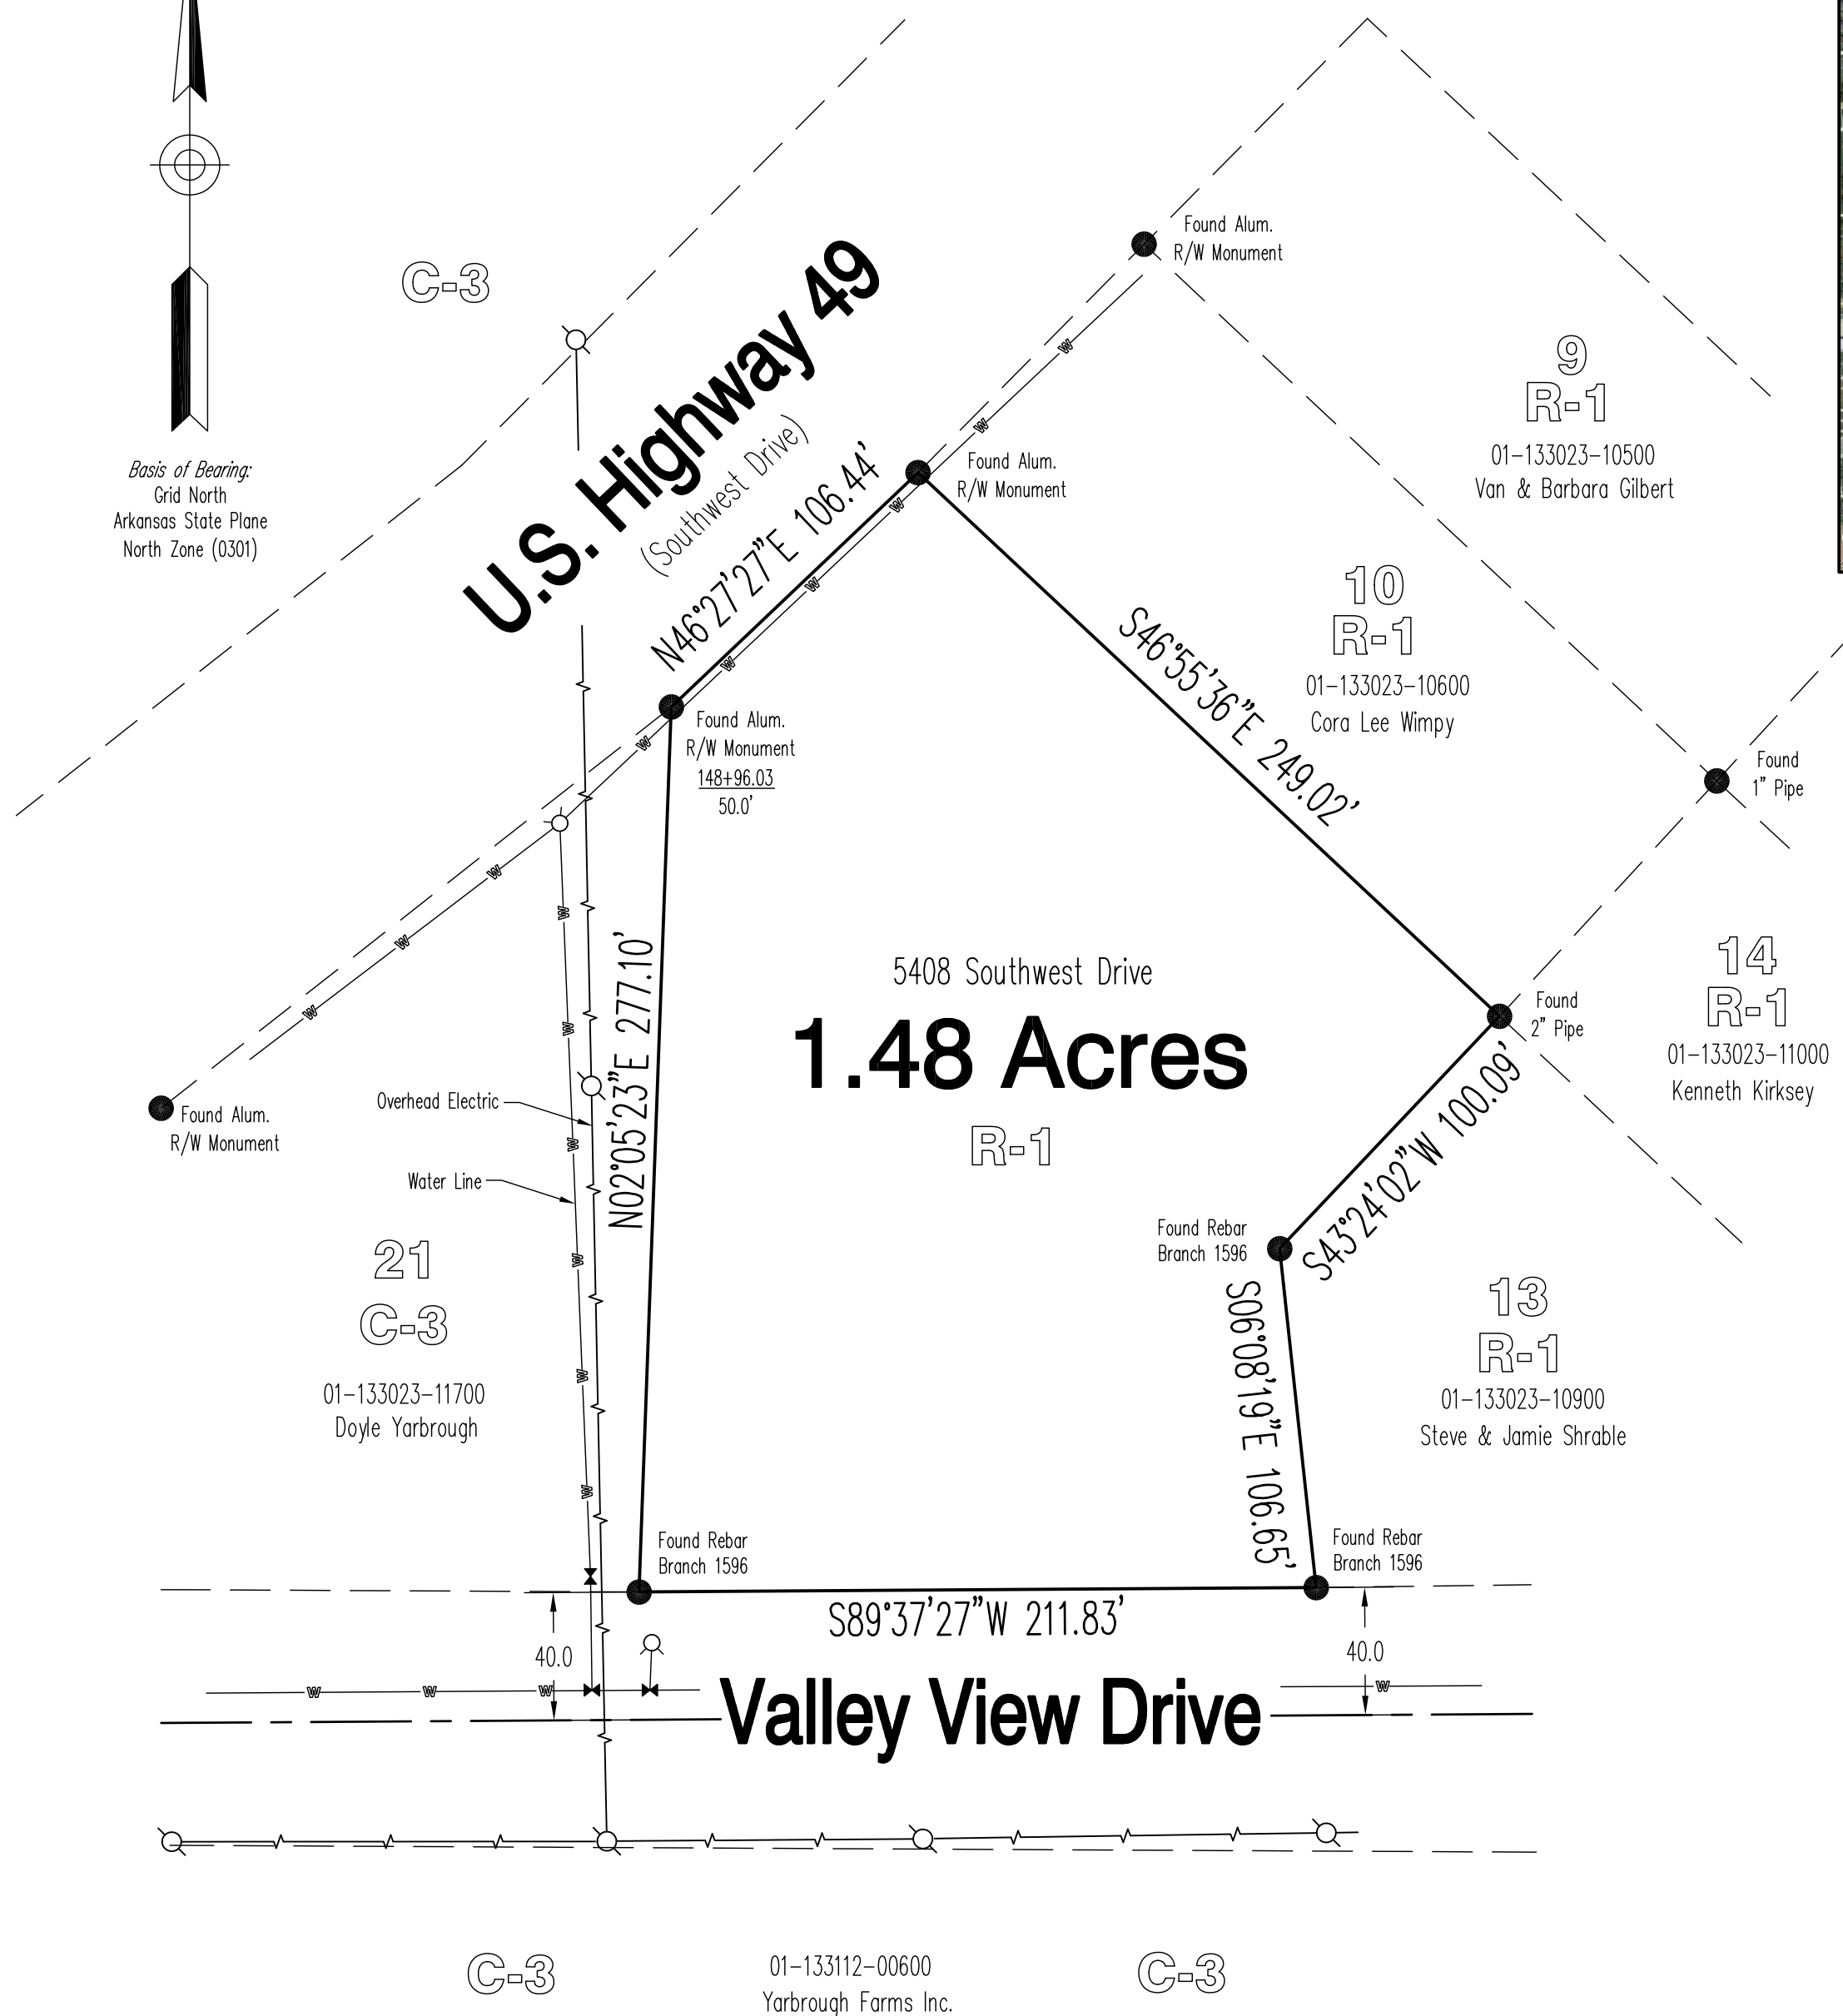 Found Alum.
R/W Monument
C-3
U.S. Highway 49
(Southwest Drive)
9
R-1
01-133023-10500
Van & Barbara Gilbert
Basis of Bearing:
Grid North
Arkansas State Plane
North Zone (0301)
N46°27'27"E 106.44'
Found Alum.
R/W Monument
W
W
W
W
W
W
10
R-1
01-133023-10600
Cora Lee Wimpy
S46°55'36"E 249.02'
Found Alum.
R/W Monument
148+96.03
50.0'
Found
1" Pipe
W
W
W
W
W
W
W
W
W
N02°05'23"E 277.10'
5408 Southwest Drive
1.48 Acres
R-1
14
R-1
01-133023-11000
Kenneth Kirksey
Found
2" Pipe
S43°24'02"W 100.09'
Found Alum.
R/W Monument
Overhead Electric
Water Line
Found Rebar
Branch 1596
S06°08'19"E 106.65'
21
C-3
01-133023-11700
Doyle Yarbrough
13
R-1
01-133023-10900
Steve & Jamie Shrable
Found Rebar
Branch 1596
Found Rebar
Branch 1596
S89°37'27"W 211.83'
40.0
40.0
W
W
W
W
Valley View Drive
C-3
01-133112-00600
Yarbrough Farms Inc.
C-3